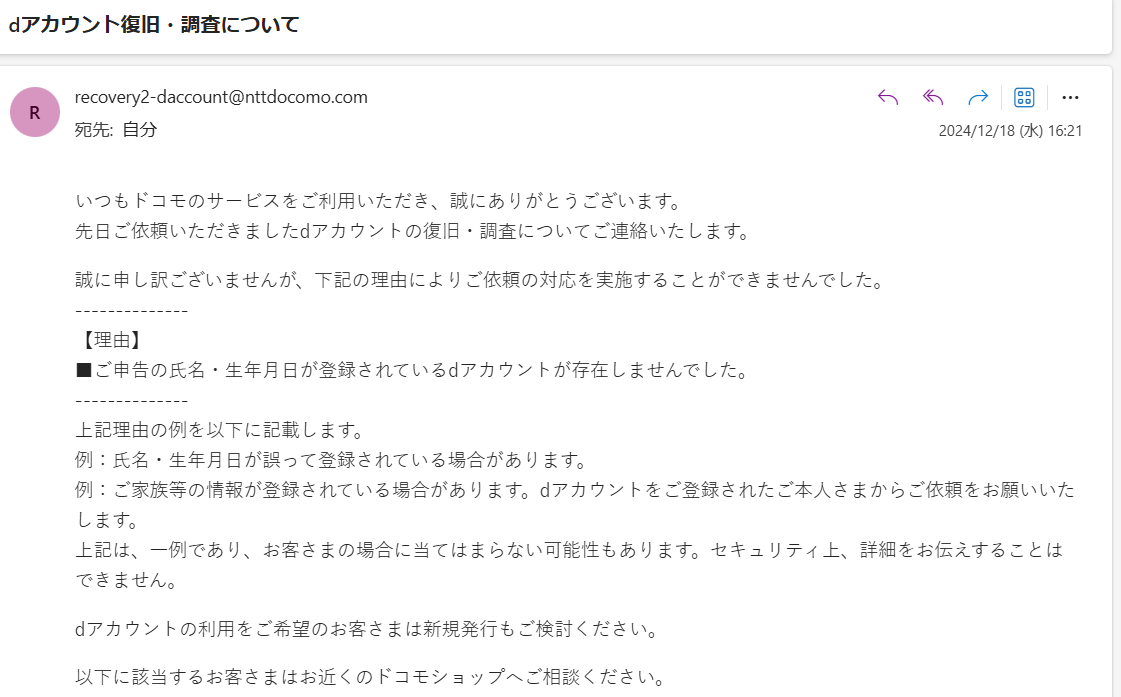 dアカウント復旧・調査について
R
recovery2-daccount@nttdocomo.com
宛先: 自分
2024/12/18 (水) 16:21
いつもドコモのサービスをご利用いただき、誠にありがとうございます。
先日ご依頼いただきましたdアカウントの復旧・調査についてご連絡いたします。
誠に申し訳ございませんが、下記の理由によりご依頼の対応を実施することができませんでした。
--------------
【理由】
■ご申告の氏名・生年月日が登録されているdアカウントが存在しませんでした。
--------------
上記理由の例を以下に記載します。
例：氏名・生年月日が誤って登録されている場合があります。
例：ご家族等の情報が登録されている場合があります。dアカウントをご登録されたご本人さまからご依頼をお願いいた
します。
上記は、一例であり、お客さまの場合に当てはまらない可能性もあります。セキュリティ上、詳細をお伝えすることは
できません。
dアカウントの利用をご希望のお客さまは新規発行もご検討ください。
以下に該当するお客さまはお近くのドコモショップへご相談ください。